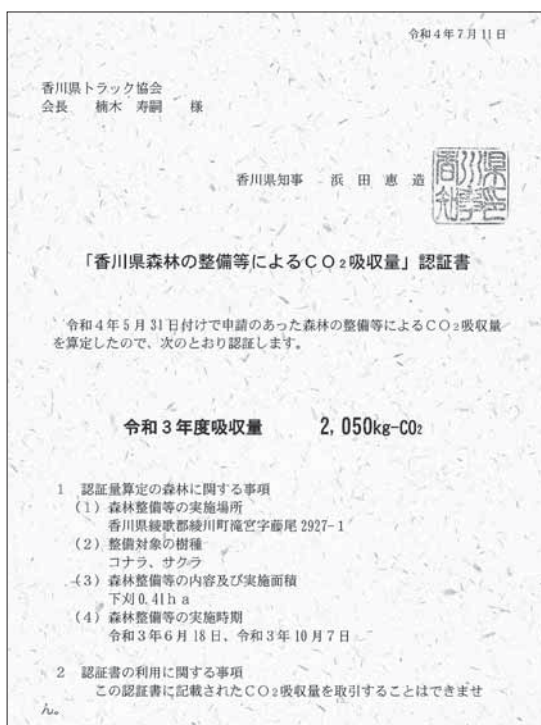 令和4年7月11日
香川県トラック協会
会長　楠木　寿嗣　様
香川県知事　浜田恵造
「香川県森林の整備等によるＣＯ₂吸収量」認証書
令和4年5月31日付けで申請のあった森林の整備等によるＣＯ₂吸収量
を算定したので、次のとおり認証します。
令和3年度吸収量　2,050kg-CO₂
1　認証量算定の森林に関する事項
(1) 森林整備等の実施場所
香川県綾歌郡綾川町滝宮字藤尾2927-1
(2) 整備対象の樹種
コナラ、サクラ
(3) 森林整備等の内容及び実施面積
下刈0.41ha
(4) 森林整備等の実施時期
令和3年6月18日、令和3年10月7日
2　認証書の利用に関する事項
この認証書に記載されたＣＯ₂吸収量を取引することはできませ
ん。